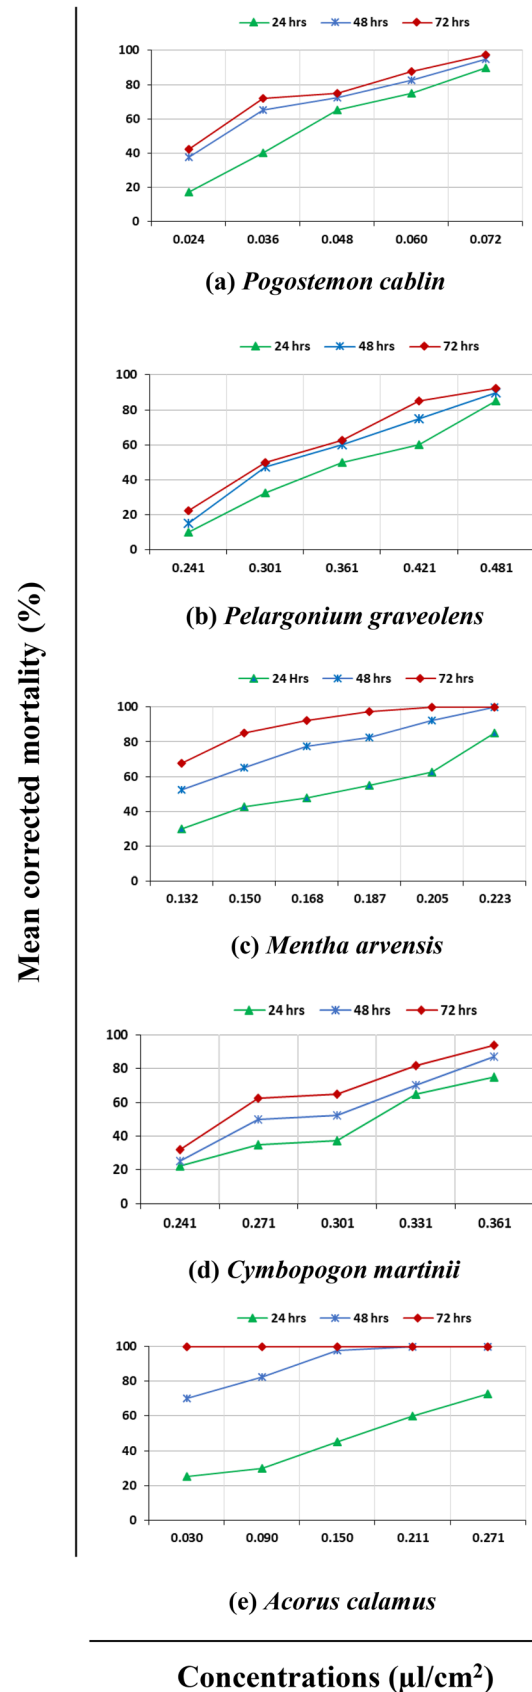 Mean corrected mortality (%)
24 hrs 48 hrs 72 hrs
100
80
60
40
20
0
0.024 0.036 0.048 0.060 0.072
(a) Pogostemon cablin
24 hrs 48 hrs 72 hrs
100
80
60
40
20
0
0.241 0.301 0.361 0.421 0.481
(b) Pelargonium graveolens
24 Hrs 48 hrs 72 hrs
100
80
60
40
20
0
0.132 0.150 0.168 0.187 0.205 0.223
(c) Mentha arvensis
24 hrs 48 hrs 72 hrs
100
80
60
40
20
0
0.241 0.271 0.301 0.331 0.361
(d) Cymbopogon martinii
24 hrs 48 hrs 72 hrs
100
80
60
40
20
0
0.030 0.090 0.150 0.211 0.271
(e) Acorus calamus
Concentrations (μl/cm²)